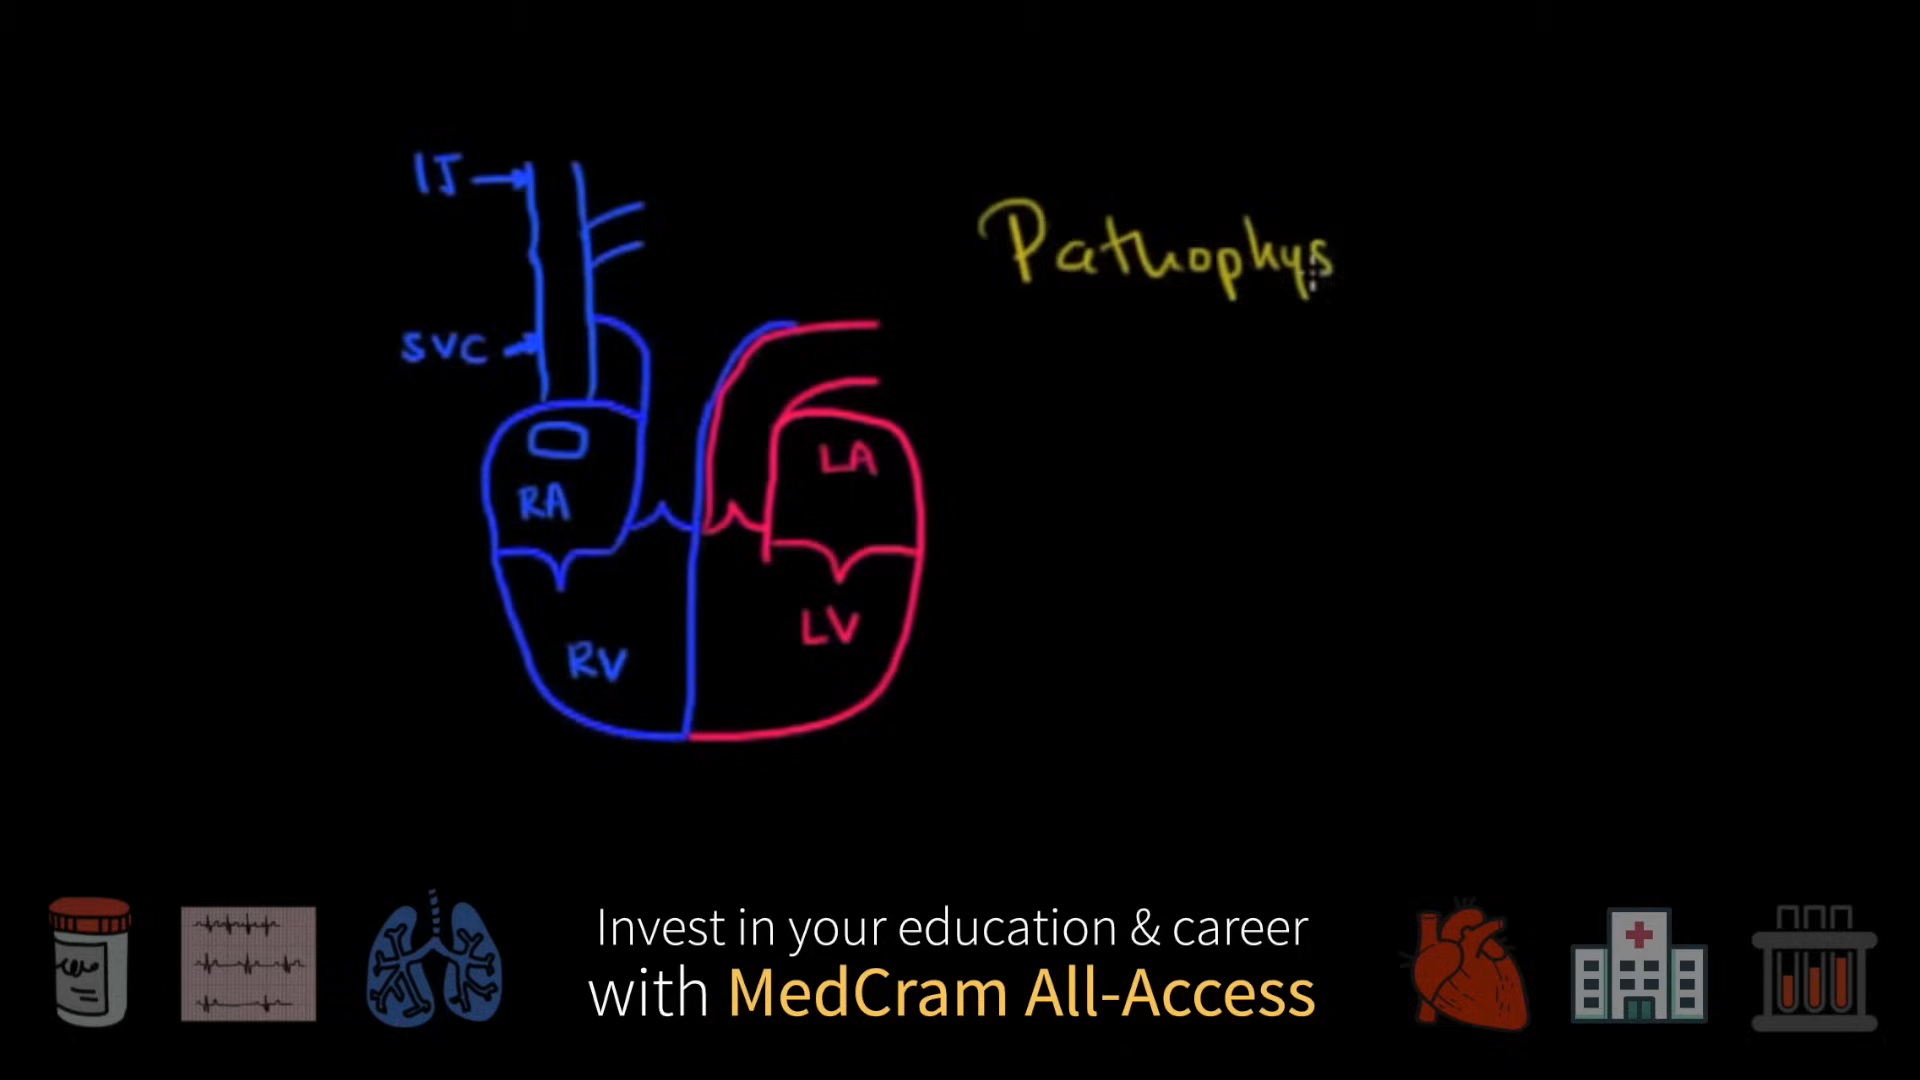 IJ
Pathophys
SVC
LA
RA
LV
RV
Invest in your education & career
with MedCram All-Access